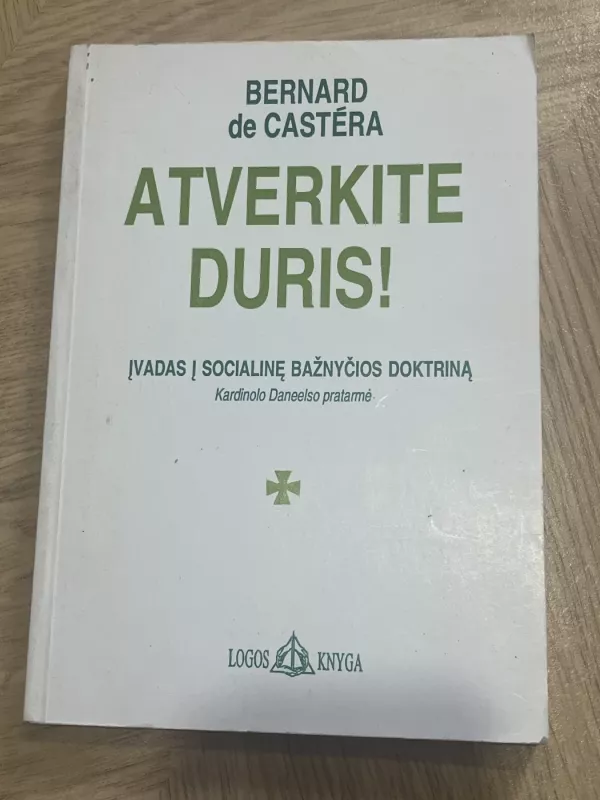 BERNARD
de CASTÉRA
ATVERKITE
DURIS!
ĮVADAS Į SOCIALINĘ BAŽNYČIOS DOKTRINĄ
Kardinolo Daneelso pratarmė
LOGOS KNYGA